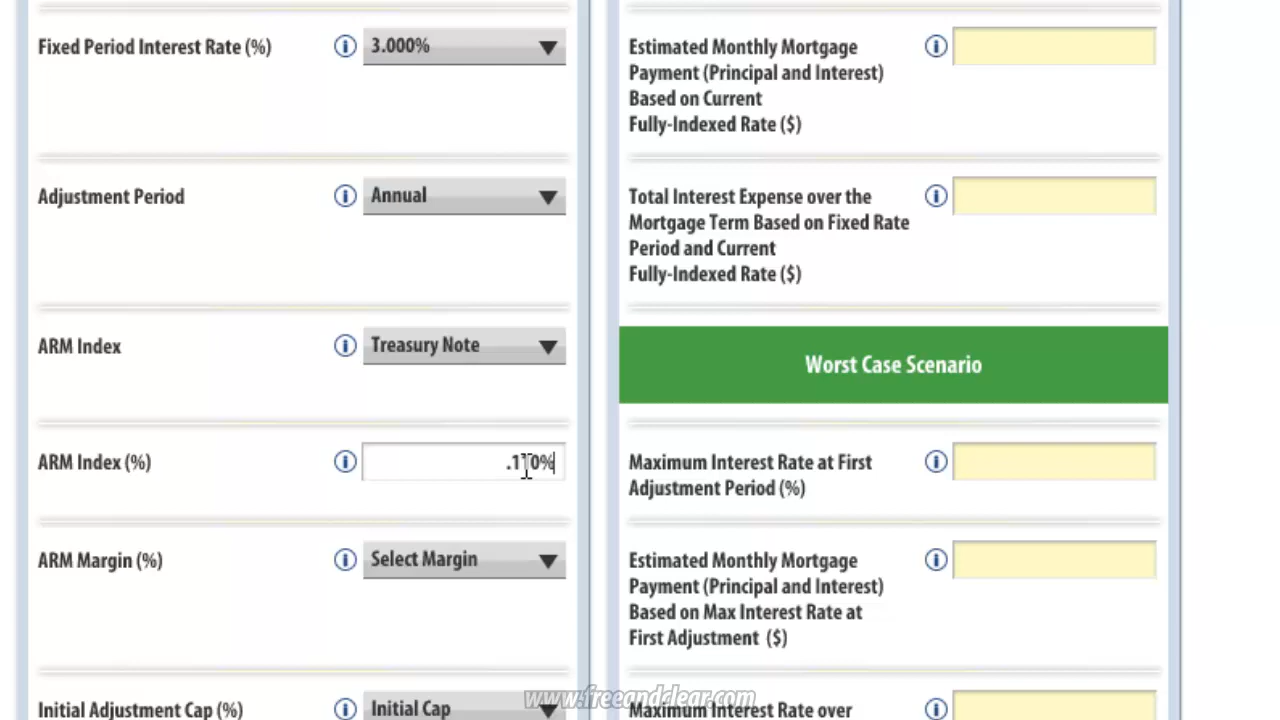 Fixed Period Interest Rate (%)
3.000%
Adjustment Period
Annual
ARM Index
Treasury Note
ARM Index (%)
ARM Margin (%)
Select Margin
Initial Adjustment Cap (%)
Initial Cap
Estimated Monthly Mortgage
Payment (Principal and Interest)
Based on Current
Fully-Indexed Rate ($)
Total Interest Expense over the
Mortgage Term Based on Fixed Rate
Period and Current
Fully-Indexed Rate ($)
Worst Case Scenario
Maximum Interest Rate at First
Adjustment Period (%)
Estimated Monthly Mortgage
Payment (Principal and Interest)
Based on Max Interest Rate at
First Adjustment ($)
Maximum Interest Rate over
www.freeandclear.com